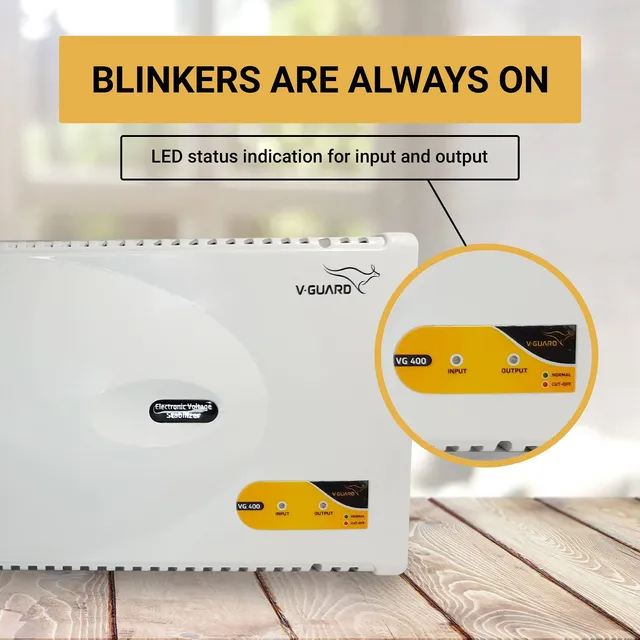 BLINKERS ARE ALWAYS ON
LED status indication for input and output
V-GUARD
V-GUARD
VG 400
INPUT
OUTPUT
NORMAL
CUT-OFF
Electronic Voltage
Stabilizer
V-GUARD
VG 400
INPUT
OUTPUT
NORMAL
CUT-OFF